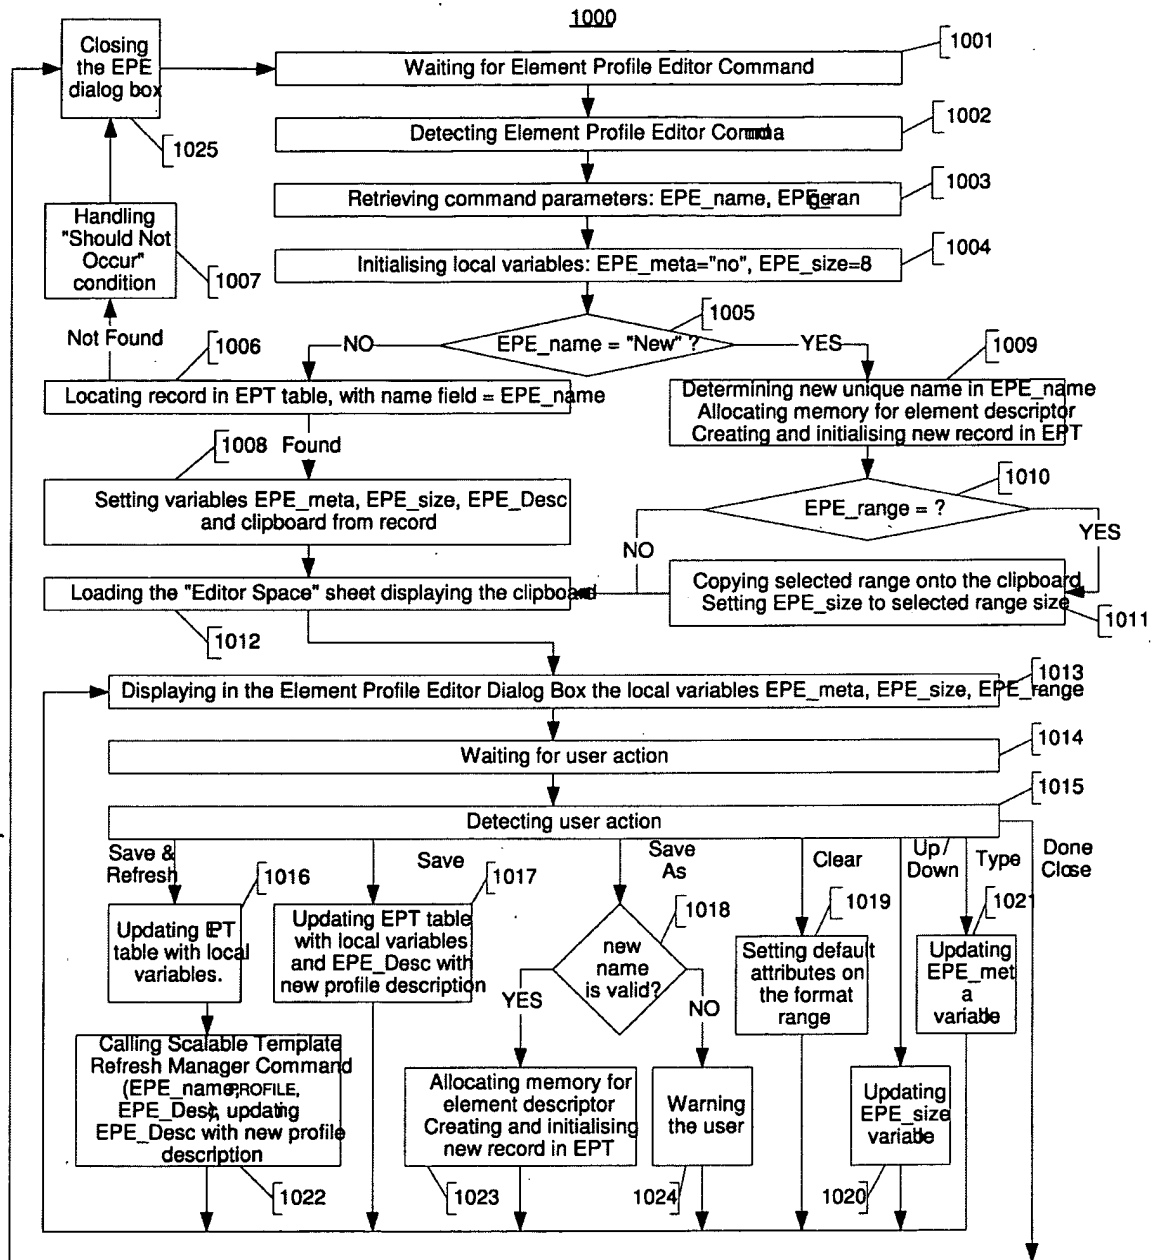 1000
Closing
the EPE
dialog box
1001
Waiting for Element Profile Editor Command
1002
Detecting Element Profile Editor
1025
1003
Retrieving command parameters: EPE_name,
Handling
"Should Not
Occur"
condition
1004
Initialising local variables: EPE_meta="no", EPE_size=8
1007
1005
Not Found
1006
NO
EPE_name = "New" ?
YES
1009
Locating record in EPT table, with name field = EPE_name
Determining new unique name in EPE_name
Allocating memory for element descriptor
Creating and initialising new record in EPT
1008
Found
1010
Setting variables EPE_meta, EPE_size, EPE_Desc
and clipboard from record
EPE_range = ?
NO
YES
Loading the "Editor Space" sheet displaying the clipboard
Copying selected range onto the clipboard
Setting EPE_size to selected range size
1011
1012
1013
Displaying in the Element Profile Editor Dialog Box the local variables EPE_meta, EPE_size, EPE_range
1014
Waiting for user action
1015
Detecting user action
Save &
Refresh
Save
Save
As
Clear
Up /
Down
Type
Done
Close
1016
1017
1018
1019
1021
Updating EPT
table with local
variables.
Updating EPT table
with local variables
and EPE_Desc with
new profile description
new
name
is valid?
YES
NO
Setting default
attributes on
the format
range
Updating
EPE_met
a
variable
Calling Scalable Template
Refresh Manager Command
(EPE_name, PROFILE,
EPE_Desc), updating
EPE_Desc with new profile
description
Allocating memory for
element descriptor
Creating and initialising
new record in EPT
Warning
the user
Updating
EPE_size
variable
1022
1023
1024
1020